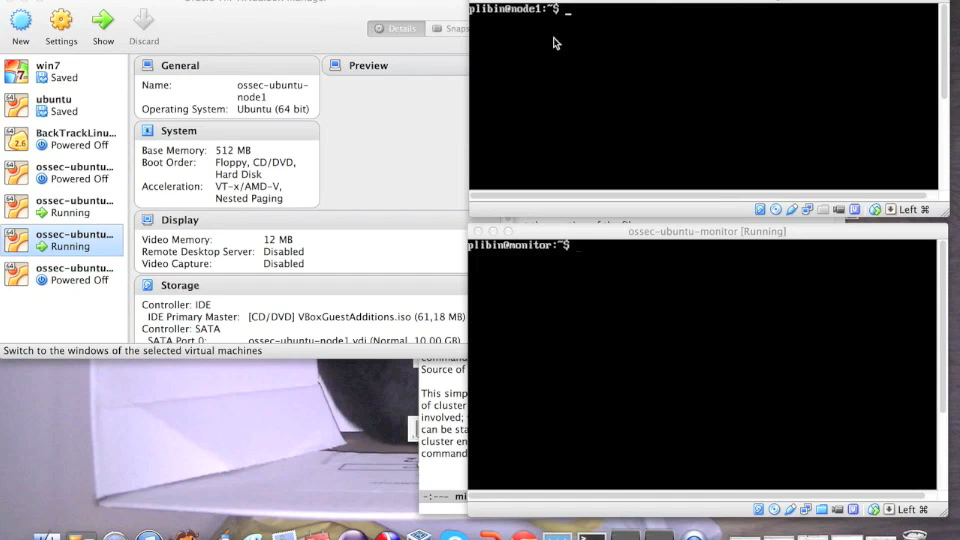 Details
Snaps
New
Settings
Show
Discard
win7
Saved
ubuntu
Saved
BackTrackLinu...
Powered Off
ossec-ubuntu...
Powered Off
ossec-ubuntu...
Running
ossec-ubuntu...
Running
ossec-ubuntu...
Powered Off
General
Name: ossec-ubuntu-
node1
Operating System: Ubuntu (64 bit)
System
Base Memory: 512 MB
Boot Order: Floppy, CD/DVD,
Hard Disk
Acceleration: VT-x/AMD-V,
Nested Paging
Display
Video Memory: 12 MB
Remote Desktop Server: Disabled
Video Capture: Disabled
Storage
Controller: IDE
IDE Primary Master: [CD/DVD] VBoxGuestAdditions.iso (61,18 MB)
Controller: SATA
SATA Port 0: ossec-ubuntu-node1.vdi (Normal, 10,00 GB)
Preview
Switch to the windows of the selected virtual machines
plibin@node1:~$ _
Left ⌘
ossec-ubuntu-monitor [Running]
plibin@monitor:~$
Left ⌘
command
Source of
This simp
of cluster
involved;
can be sta
cluster en
command
-:--- mi